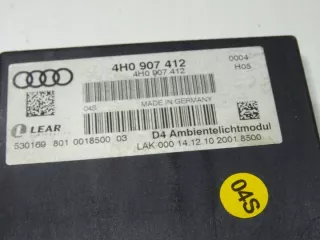 4H0 907 412
4H0 907 412
0004
H05
04S
MADE IN GERMANY
LEAR
D4 Ambientelichtmodul
530169 801 0018500 03
LAK 000 14.12.10 2001.8500
04S